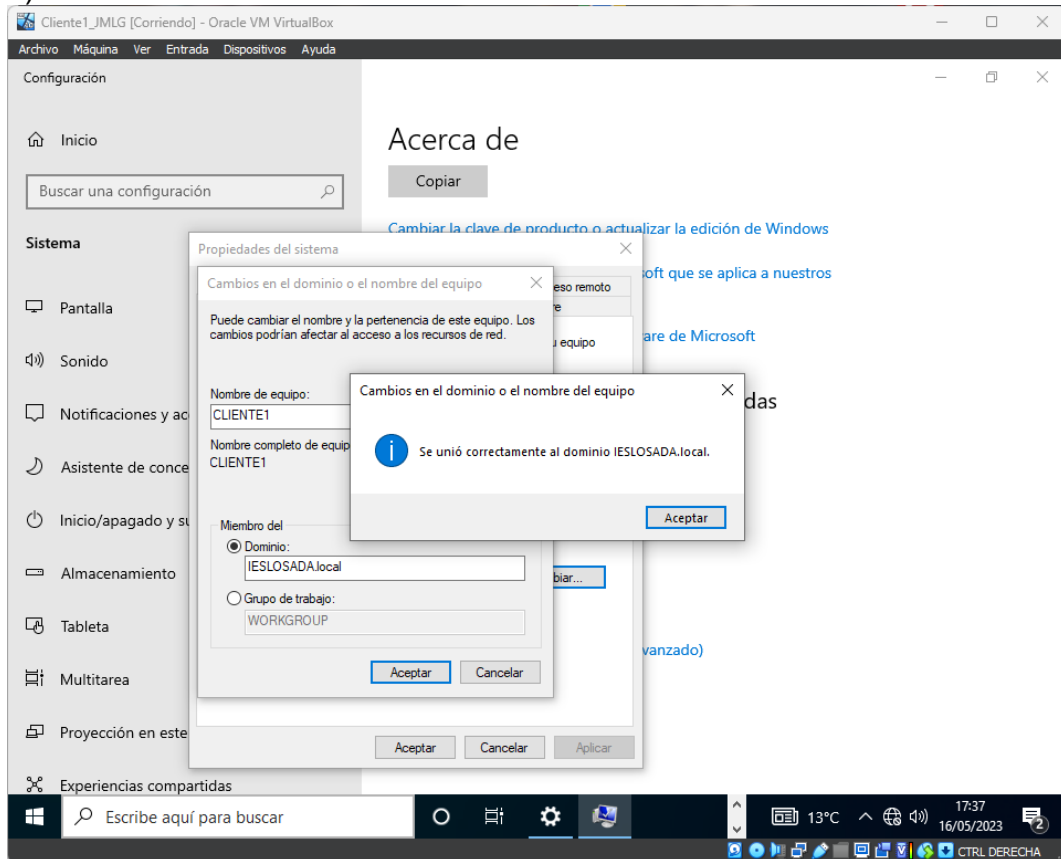 Cliente1_JMLG [Corriendo] - Oracle VM VirtualBox
Archivo Máquina Ver Entrada Dispositivos Ayuda
Configuración
Inicio
Buscar una configuración
Sistema
Pantalla
Sonido
Notificaciones y ac
Asistente de conce
Inicio/apagado y su
Almacenamiento
Tableta
Multitarea
Proyección en este
Experiencias compartidas
Acerca de
Copiar
Cambiar la clave de producto o actualizar la edición de Windows
soft que se aplica a nuestros
are de Microsoft
das
vanzado)
Propiedades del sistema
eso remoto
re
u equipo
biar...
Aceptar Cancelar Aplicar
Cambios en el dominio o el nombre del equipo
Puede cambiar el nombre y la pertenencia de este equipo. Los
cambios podrían afectar al acceso a los recursos de red.
Nombre de equipo:
CLIENTE1
Nombre completo de equip
CLIENTE1
Miembro del
Dominio:
IESLOSADA.local
Grupo de trabajo:
WORKGROUP
Aceptar Cancelar
Cambios en el dominio o el nombre del equipo
Se unió correctamente al dominio IESLOSADA.local.
Aceptar
Escribe aquí para buscar
13°C
17:37
16/05/2023
2
CTRL DERECHA